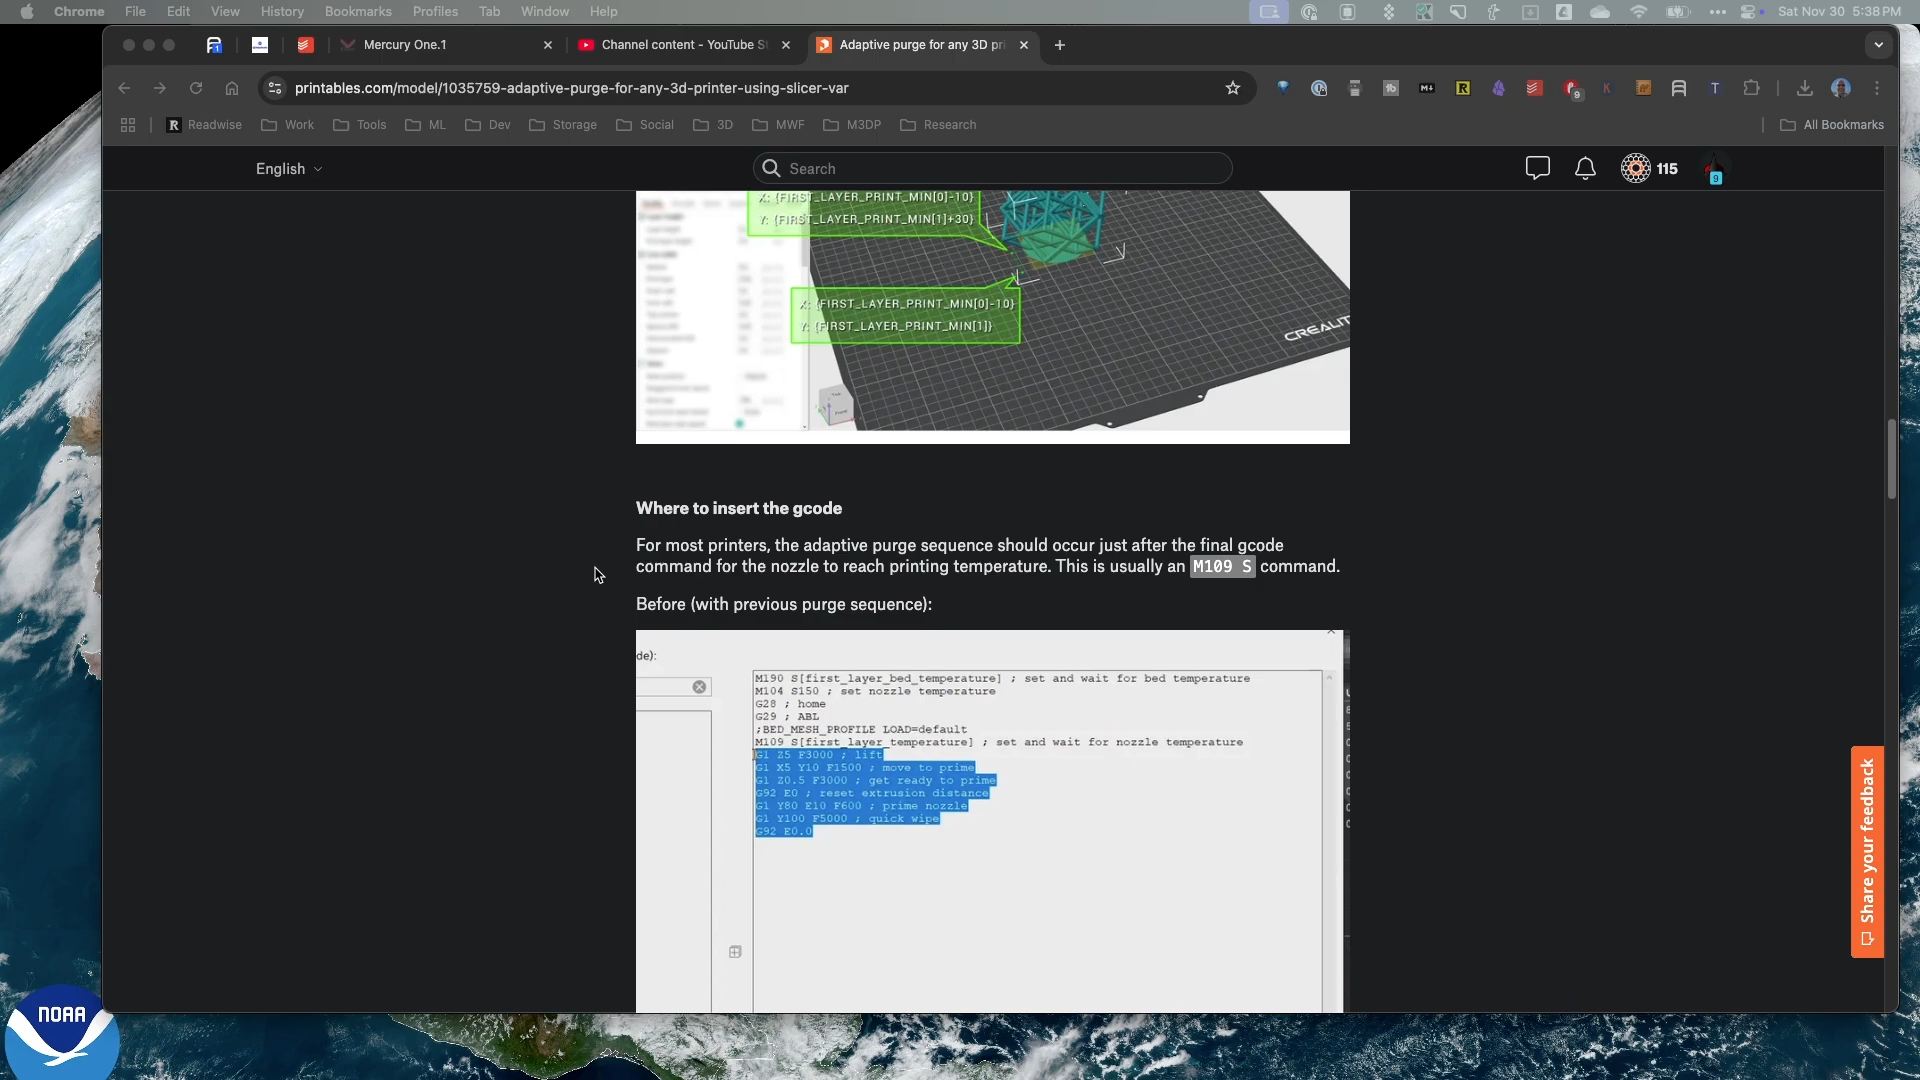 Chrome File Edit View History Bookmarks Profiles Tab Window Help Sat Nov 30 5:38 PM
Mercury One.1 Channel content - YouTube S Adaptive purge for any 3D pri
printables.com/model/1035759-adaptive-purge-for-any-3d-printer-using-slicer-var
Readwise Work Tools ML Dev Storage Social 3D MWF M3DP Research All Bookmarks
English Search 115
9
X: {FIRST_LAYER_PRINT_MIN[0]-10}
Y: {FIRST_LAYER_PRINT_MIN[1]+30}
X: {FIRST_LAYER_PRINT_MIN[0]-10}
Y: {FIRST_LAYER_PRINT_MIN[1]}
CREALIT
Where to insert the gcode
For most printers, the adaptive purge sequence should occur just after the final gcode
command for the nozzle to reach printing temperature. This is usually an M109 S command.
Before (with previous purge sequence):
de):
M190 S[first_layer_bed_temperature] ; set and wait for bed temperature
M104 S150 ; set nozzle temperature
G28 ; home
G29 ; ABL
;BED_MESH_PROFILE LOAD=default
M109 S[first_layer_temperature] ; set and wait for nozzle temperature
G1 Z5 F3000 ; lift
G1 X5 Y10 F1500 ; move to prime
G1 Z0.5 F3000 ; get ready to prime
G92 E0 ; reset extrusion distance
G1 Y80 E10 F600 ; prime nozzle
G1 Y100 F5000 ; quick wipe
G92 E0.0
Share your feedback
NOAA